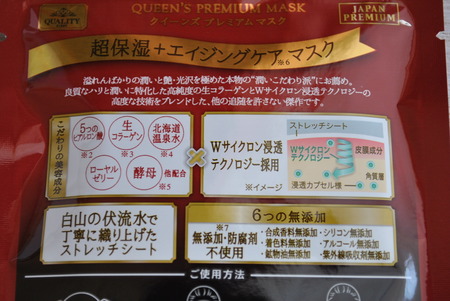 QUEEN'S PREMIUM MASK
クイーンズ プレミアムマスク
QUALITY
JAPAN
PREMIUM
超保湿+エイジングケア マスク
※6
溢れんばかりの潤いと艶・光沢を極めた本物の"潤いこだわり派"にお薦め。
良質なハリと潤いに特化した高純度の生コラーゲンとWサイクロン浸透テクノロジーの
高度な技術をブレンドした、他の追随を許さない傑作です。
こだわりの美容成分
5つの
ヒアルロン酸
※2
生
コラーゲン
※3
北海道
温泉水
※4
ローヤル
ゼリー
酵母
他配合
※5
×
Wサイクロン浸透
テクノロジー採用
※イメージ
ストレッチシート
Wサイクロン
テクノロジー
皮膜成分
角質層
浸透カプセル様
白山の伏流水で
丁寧に織り上げた
ストレッチシート
6つの無添加
※7
無添加・防腐剤
不使用
・合成香料無添加・シリコン無添加
・着色料無添加・アルコール無添加
・鉱物油無添加・紫外線吸収剤無添加
ご使用方法